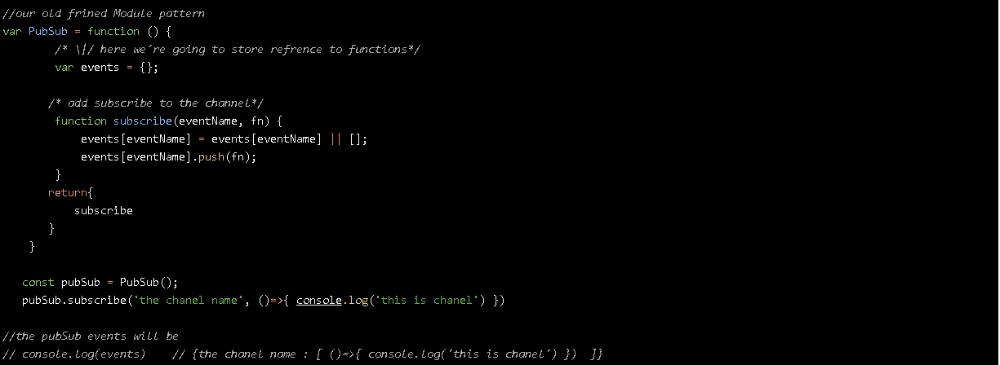 //our old frined Module pattern
var PubSub = function () {
/* \|/ here we´re going to store refrence to functions*/
var events = {};
/* add subscribe to the channel*/
function subscribe(eventName, fn) {
events[eventName] = events[eventName] || [];
events[eventName].push(fn);
}
return{
subscribe
}
}
const pubSub = PubSub();
pubSub.subscribe('the chanel name', ()=>{ console.log('this is chanel') })
//the pubSub events will be
// console.log(events)    // {the chanel name : [ ()=>{ console.log(´this is chanel´) })  ]}